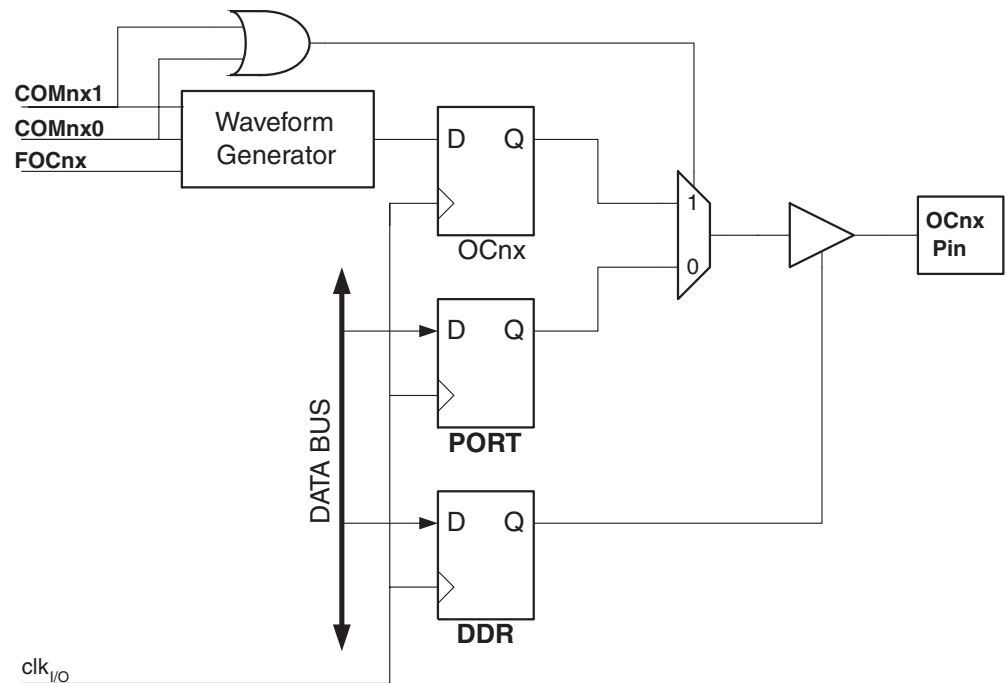 COMnx1
COMnx0
FOCnx
Waveform
Generator
D Q
OCnx
1
0
OCnx
Pin
D Q
PORT
DATA BUS
D Q
DDR
clkI/O